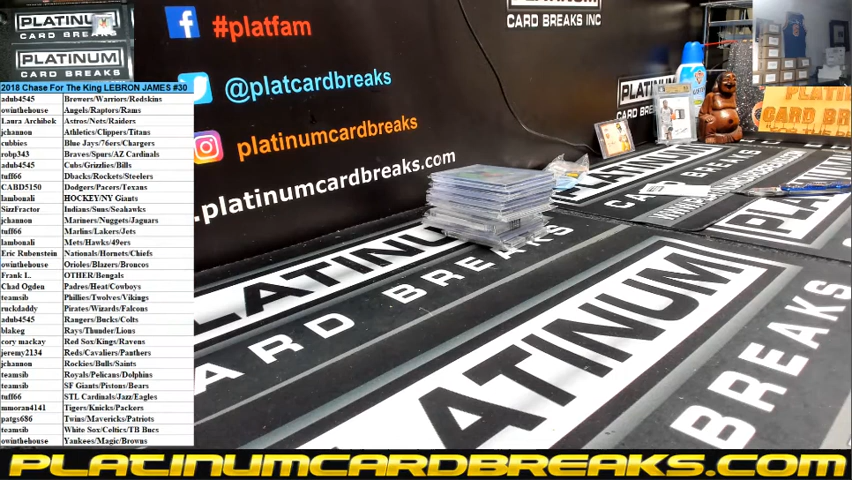 PLATINUM
CARD BREAKS
PLATINUM
CARD BREAKS
2018 Chase For The King LEBRON JAMES #30
adub4545 Brewers/Warriors/Redskins
owinthehouse Angels/Raptors/Rams
Laura Archibek Astros/Nets/Raiders
jchannon Athletics/Clippers/Titans
cubbies Blue Jays/76ers/Chargers
robp343 Braves/Spurs/AZ Cardinals
adub4545 Cubs/Grizzlies/Bills
tuff66 Dbacks/Rockets/Steelers
CABD5150 Dodgers/Pacers/Texans
lambonali HOCKEY/NY Giants
SizzFractor Indians/Suns/Seahawks
jchannon Mariners/Nuggets/Jaguars
tuff66 Marlins/Lakers/Jets
lambonali Mets/Hawks/49ers
Eric Rubenstein Nationals/Hornets/Chiefs
owinthehouse Orioles/Blazers/Broncos
Frank L. OTHER/Bengals
Chad Ogden Padres/Heat/Cowboys
teamsib Phillies/Twolves/Vikings
ruckdaddy Pirates/Wizards/Falcons
adub4545 Rangers/Bucks/Colts
blakeg Rays/Thunder/Lions
cory mackay Red Sox/Kings/Ravens
jeremy2134 Reds/Cavaliers/Panthers
jchannon Rockies/Bulls/Saints
teamsib Royals/Pelicans/Dolphins
teamsib SF Giants/Pistons/Bears
tuff66 STL Cardinals/Jazz/Eagles
mmoran4141 Tigers/Knicks/Packers
patgs686 Twins/Mavericks/Patriots
teamsib White Sox/Celtics/TB Bucs
owinthehouse Yankees/Magic/Browns
#platfam
@platcardbreaks
platinumcardbreaks
.platinumcardbreaks.com
CARD BREAKS INC
PLATINUM
CARD BREAKS
PLATINUM
CARD BREAKS
PLATINUM
CARD BREAKS
PLATINUM
BREAKS
PLATINUMCARDBREAKS.COM